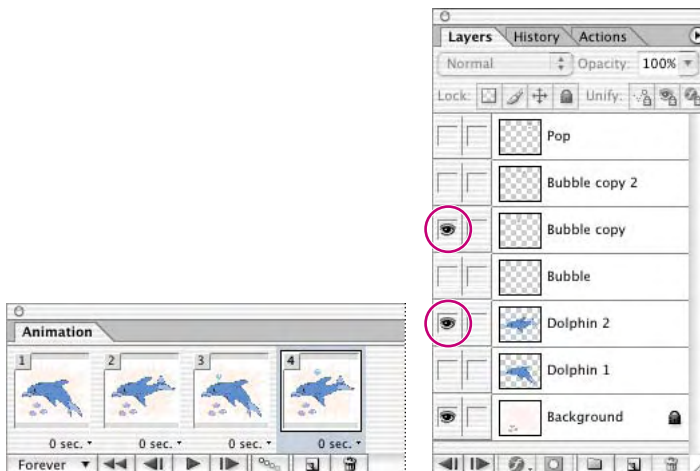 Layers History Actions
Normal Opacity: 100%
Lock: Unify:
Pop
Bubble copy 2
Bubble copy
Bubble
Dolphin 2
Dolphin 1
Background
Animation
1 2 3 4
0 sec. 0 sec. 0 sec. 0 sec.
Forever